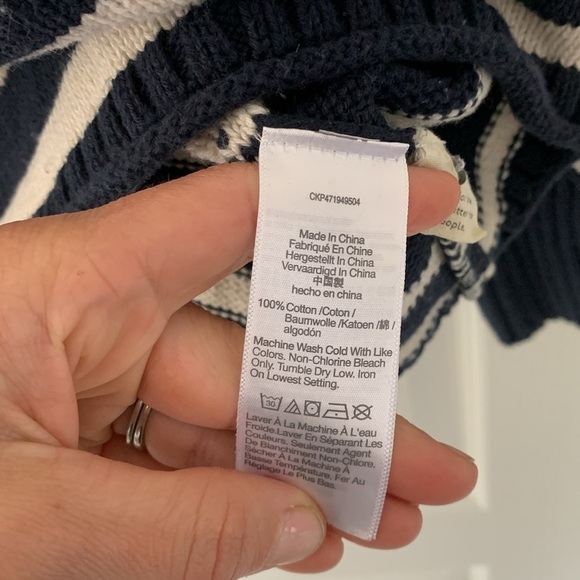 CKP471949504
Made In China
Fabriqué En Chine
Hergestellt In China
Vervaardigd In China
中国製
hecho en china
100% Cotton /Coton/
Baumwolle /Katoen /綿/
algodón
Machine Wash Cold With Like
Colors. Non-Chlorine Bleach
Only. Tumble Dry Low. Iron
On Lowest Setting.
30
Laver À La Machine À L'eau
Froide.Laver En Séparant Les
Couleurs. Seulement Agent
De Blanchiment Non-Chlore.
Sécher À La Machine À
Basse Température. Fer Au
Réglage Le Plus Bas.
people